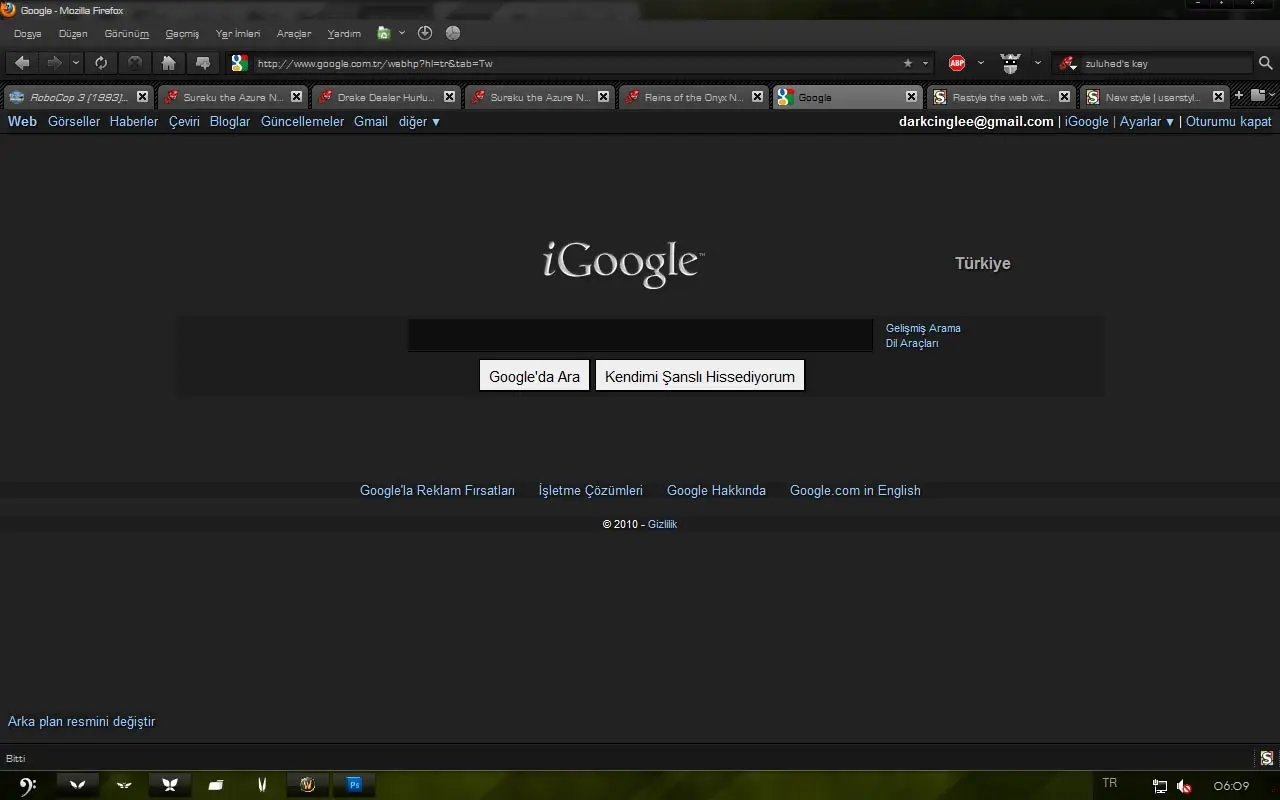 Google - Mozilla Firefox
Dosya Düzen Görünüm Geçmiş Yer İmleri Araçlar Yardım
http://www.google.com.tr/webhp?hl=tr&tab=Tw ABP zuluhed's key
RoboCop 3 [1993]... Suraku the Azure N... Drake Dealer Hurlu... Suraku the Azure N... Reins of the Onyx N... Google Restyle the web wit... New style | userstyl...
Web Görseller Haberler Çeviri Bloglar Güncellemeler Gmail diğer ▼ darkcinglee@gmail.com | iGoogle | Ayarlar ▼ | Oturumu kapat
iGoogle™
Türkiye
Gelişmiş Arama
Dil Araçları
Google'da Ara Kendimi Şanslı Hissediyorum
Google'la Reklam Fırsatları İşletme Çözümleri Google Hakkında Google.com in English
© 2010 - Gizlilik
Arka plan resmini değiştir
Bitti
Ps TR 06:09